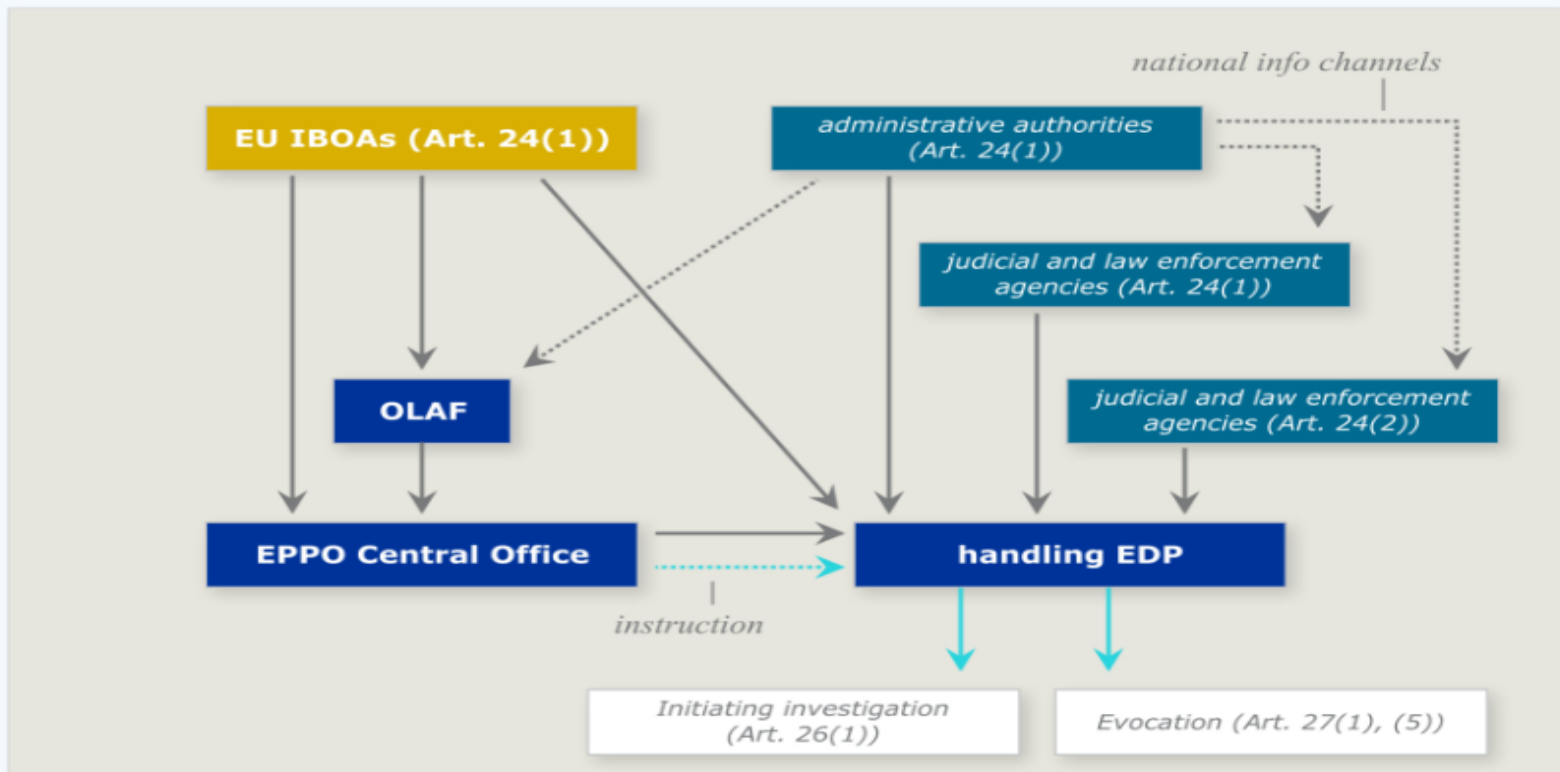 national info channels
EU IBOAs (Art. 24(1))
administrative authorities
(Art. 24(1))
judicial and law enforcement
agencies (Art. 24(1))
OLAF
judicial and law enforcement
agencies (Art. 24(2))
EPPO Central Office
handling EDP
instruction
Initiating investigation
(Art. 26(1))
Evocation (Art. 27(1), (5))